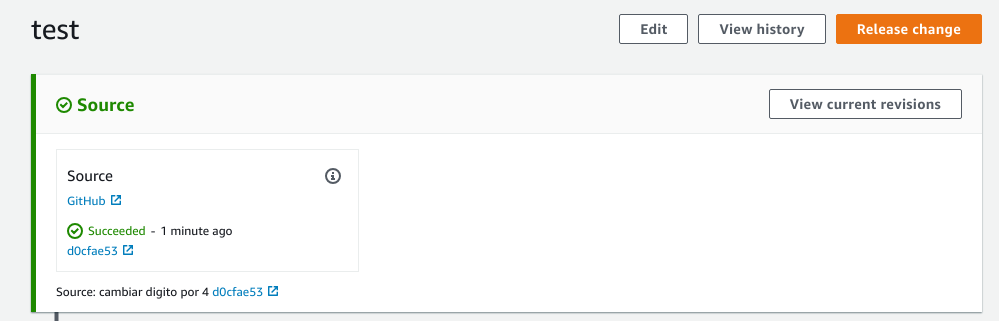 test
Edit
View history
Release change
Source
View current revisions
Source
GitHub
Succeeded - 1 minute ago
d0cfae53
Source: cambiar digito por 4 d0cfae53